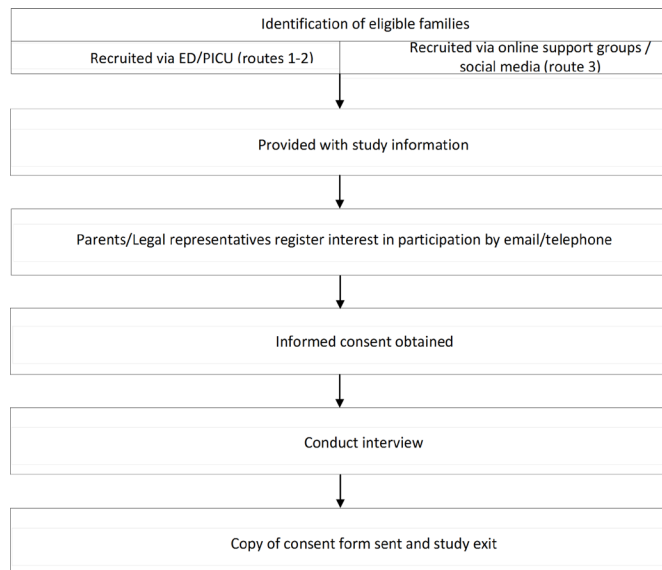 Identification of eligible families
Recruited via ED/PICU (routes 1-2)
Recruited via online support groups /
social media (route 3)
Provided with study information
Parents/Legal representatives register interest in participation by email/telephone
Informed consent obtained
Conduct interview
Copy of consent form sent and study exit